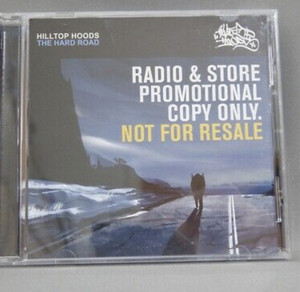 HILLTOP HOODS
THE HARD ROAD
RADIO & STORE
PROMOTIONAL
COPY ONLY.
NOT FOR RESALE